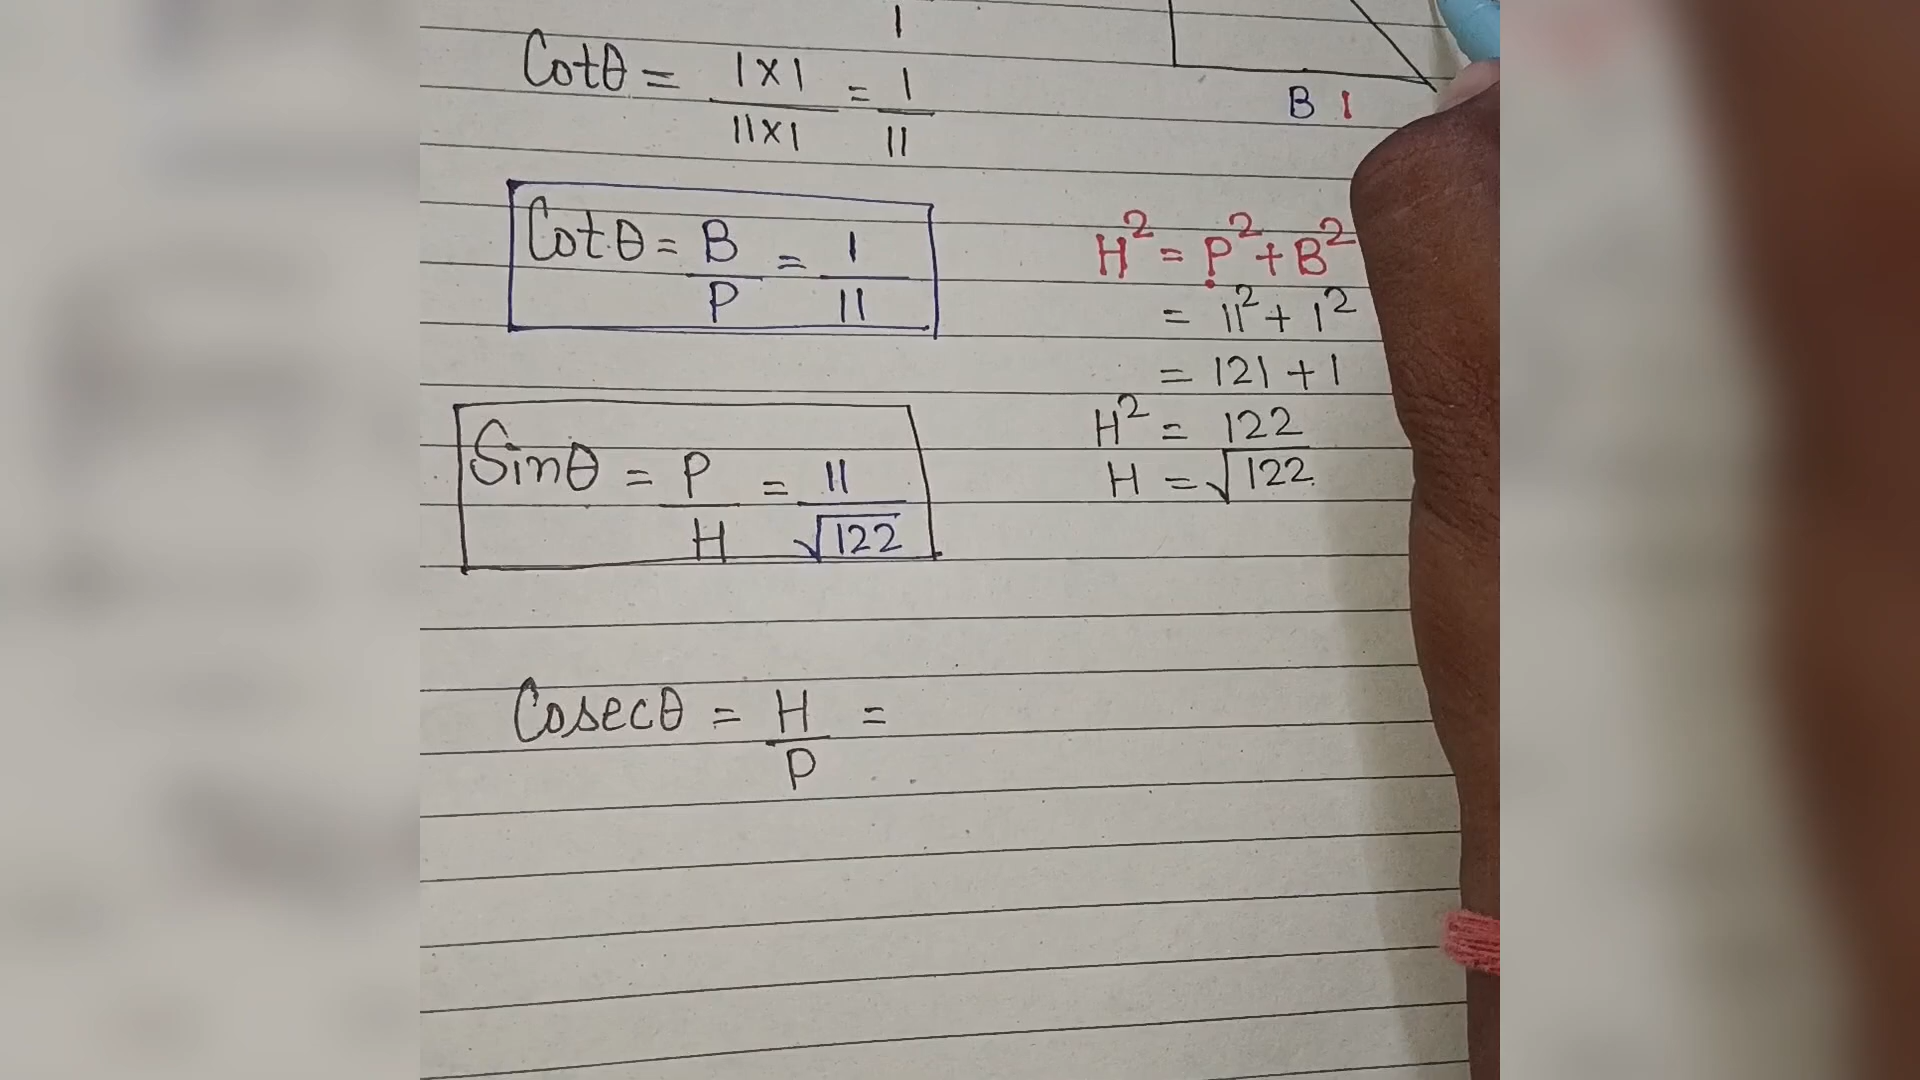 1
Cotθ = 1×1 = 1
11×1 11
B 1
Cotθ = B = 1
P 11
H² = P² + B²
= 11² + 1²
= 121 + 1
H² = 122
H = √122
Sinθ = P = 11
H √122
Cosecθ = H =
P